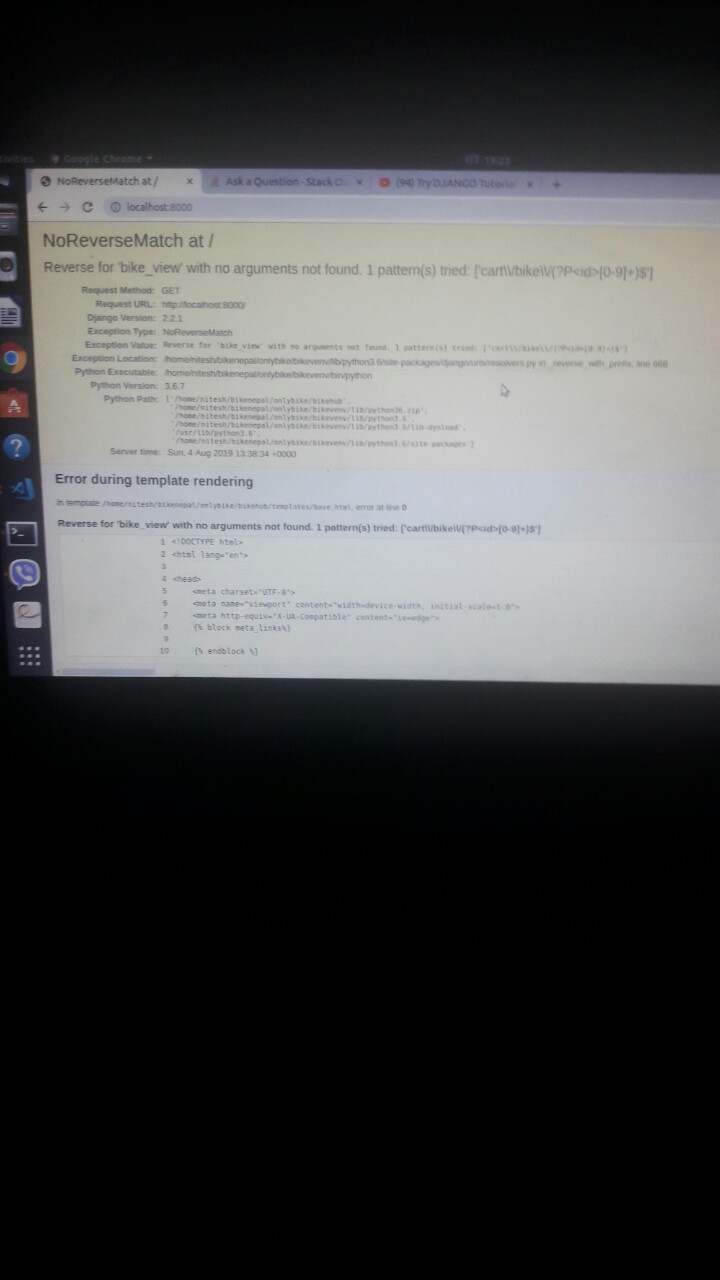 Google Chrome
NoReverseMatch at /
Ask a Question - Stack
(94) Try DJANGO Tutorial
localhost:8000
NoReverseMatch at /
Reverse for 'bike_view' with no arguments not found. 1 pattern(s) tried: ['cart\\/bike\\/(?P<id>[0-9]+)$']
Request Method: GET
Request URL: http://localhost:8000/
Django Version: 2.2.1
Exception Type: NoReverseMatch
Exception Value: Reverse for 'bike_view' with no arguments not found. 1 pattern(s) tried: ['cart\\/bike\\/(?P<id>[0-9]+)$']
Exception Location: /home/nitesh/bikenepal/onlybike/bikevenv/lib/python3.6/site-packages/django/urls/resolvers.py in _reverse_with_prefix, line 668
Python Executable: /home/nitesh/bikenepal/onlybike/bikevenv/bin/python
Python Version: 3.6.7
Python Path: ['/home/nitesh/bikenepal/onlybike/bikehub',
'/home/nitesh/bikenepal/onlybike/bikevenv/lib/python36.zip',
'/home/nitesh/bikenepal/onlybike/bikevenv/lib/python3.6',
'/home/nitesh/bikenepal/onlybike/bikevenv/lib/python3.6/lib-dynload',
'/usr/lib/python3.6',
'/home/nitesh/bikenepal/onlybike/bikevenv/lib/python3.6/site-packages']
Server time: Sun, 4 Aug 2019 13:38:34 +0000
Error during template rendering
In template /home/nitesh/bikenepal/onlybike/bikehub/templates/base.html, error at line 0
Reverse for 'bike_view' with no arguments not found. 1 pattern(s) tried: ['cart\\/bike\\/(?P<id>[0-9]+)$']
1 <!DOCTYPE html>
2 <html lang="en">
3
4 <head>
5 <meta charset="UTF-8">
6 <meta name="viewport" content="width=device-width, initial-scale=1.0">
7 <meta http-equiv="X-UA-Compatible" content="ie=edge">
8 {% block meta_links%}
9
10 {% endblock %}